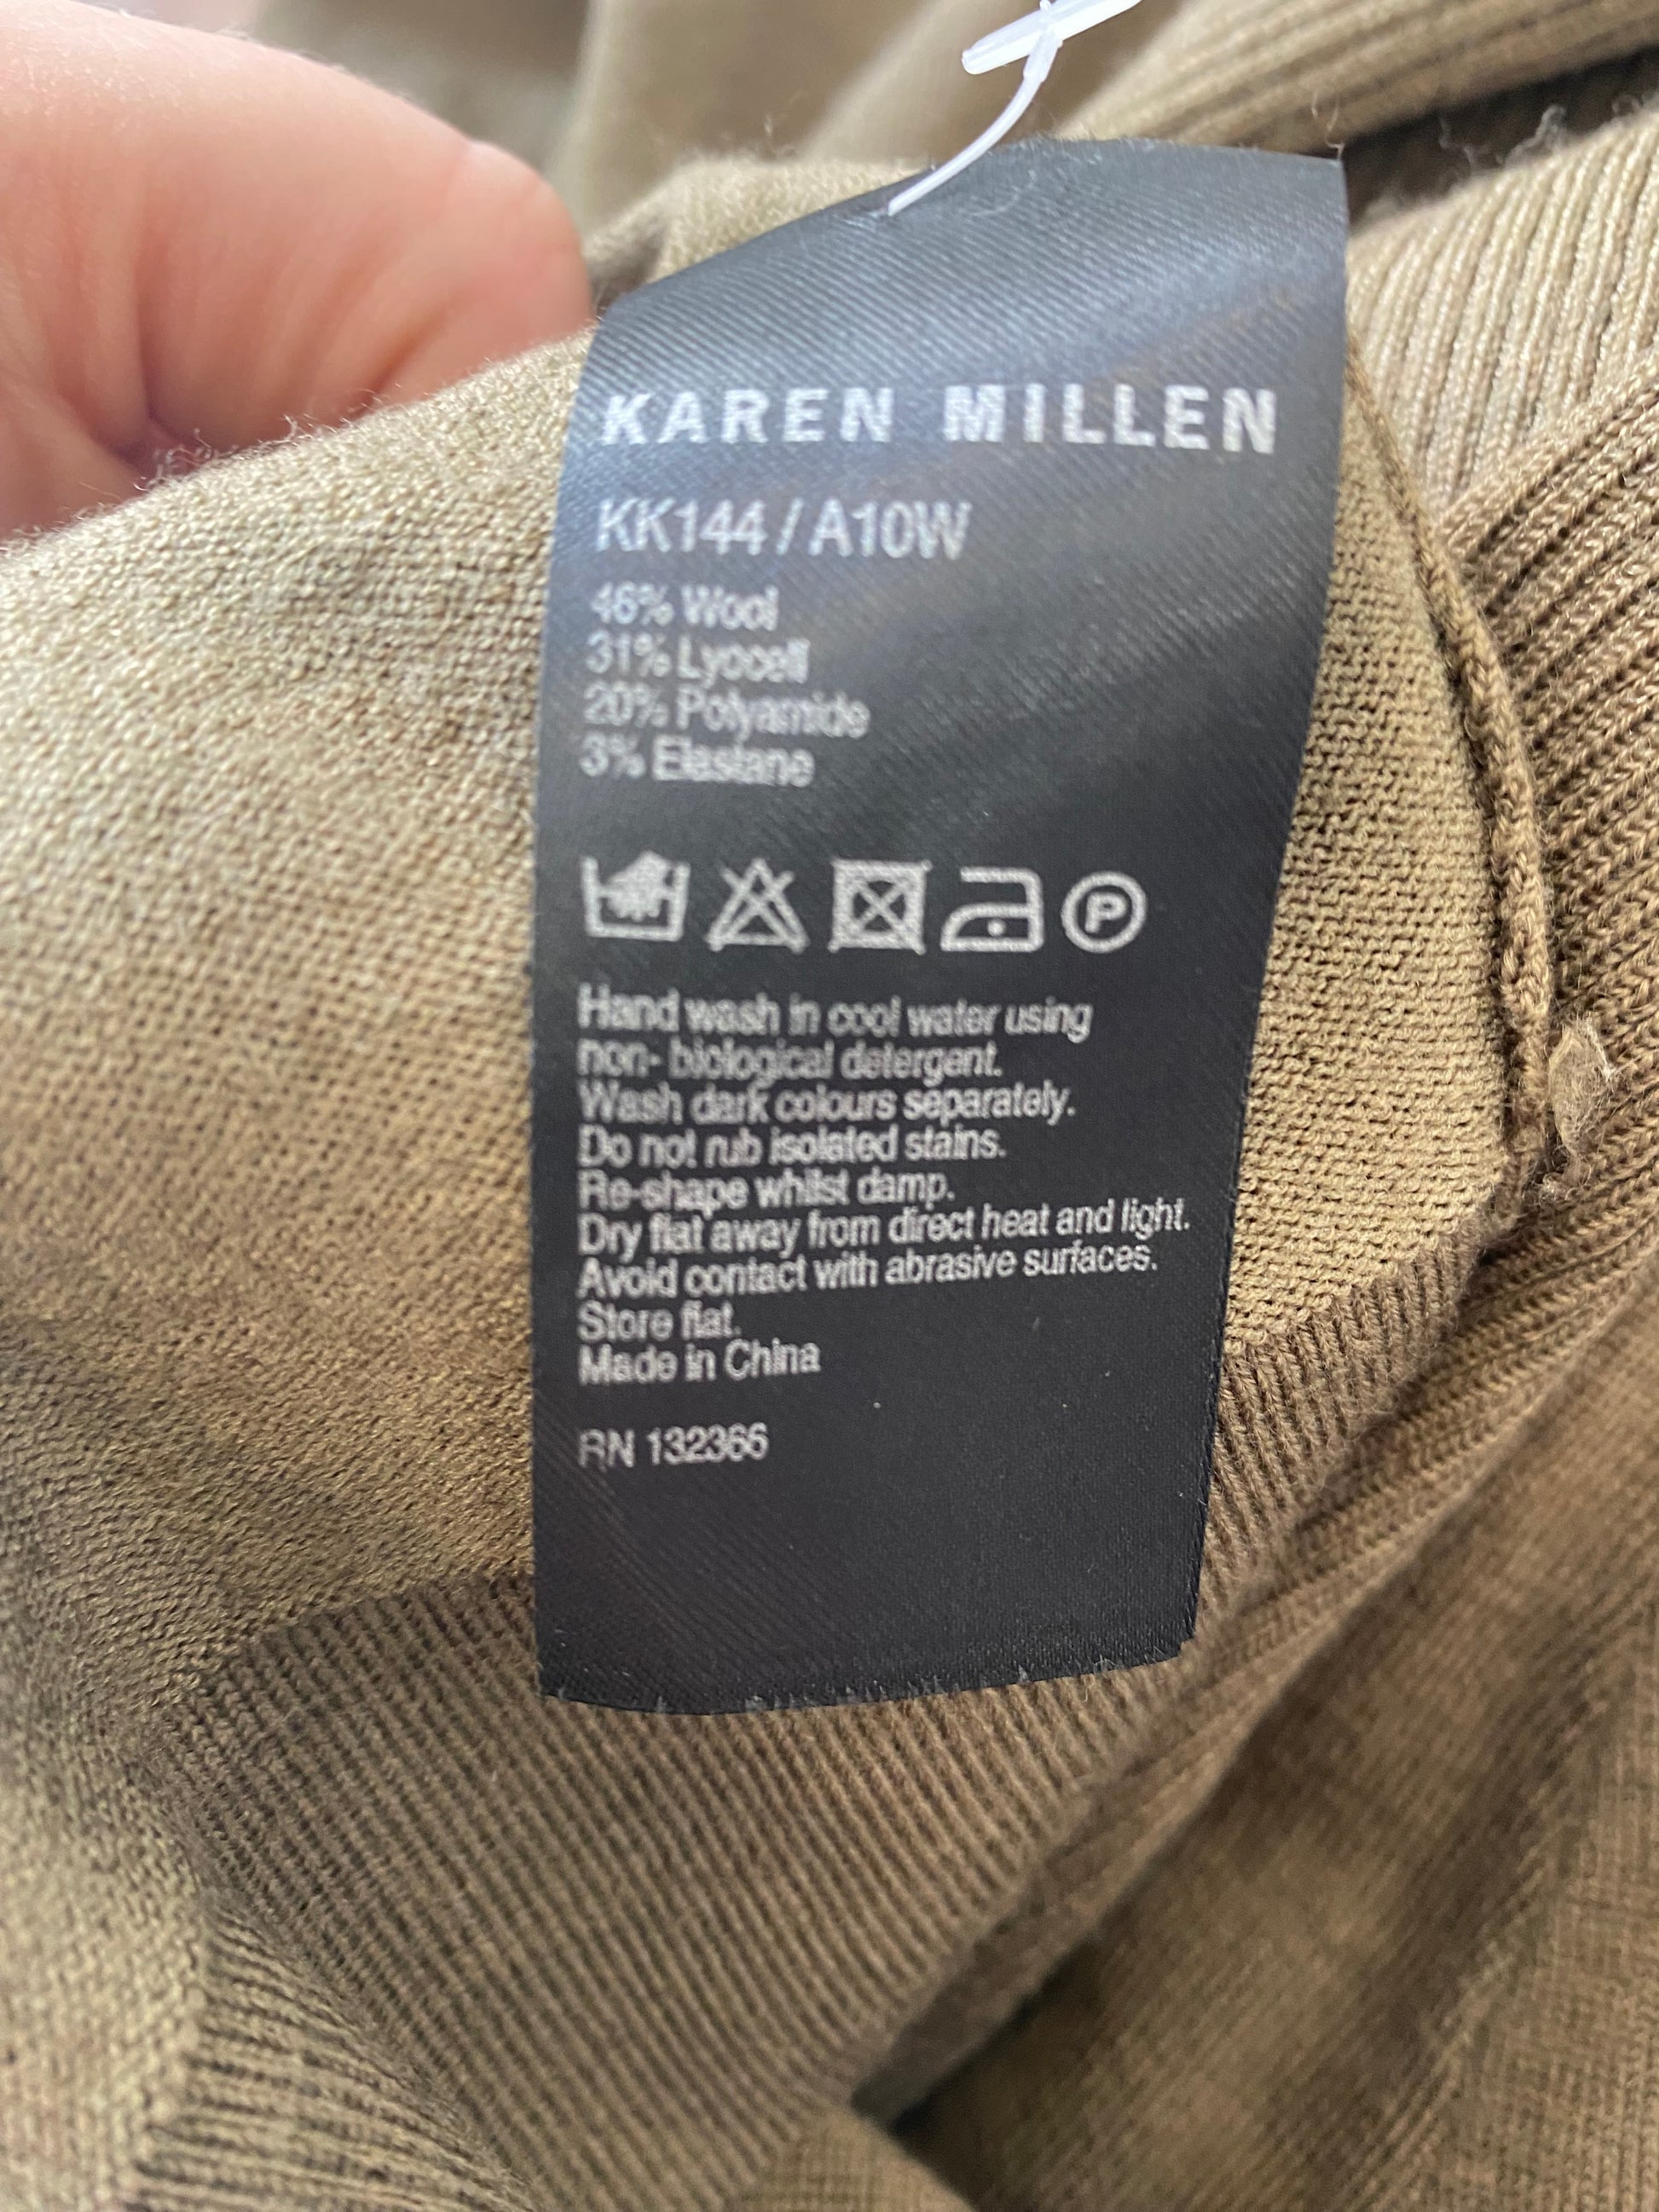 KAREN MILLEN
KK144 / A10W
46% Wool
31% Lyocell
20% Polyamide
3% Elastane
P
Hand wash in cool water using
non- biological detergent.
Wash dark colours separately.
Do not rub isolated stains.
Re-shape whilst damp.
Dry flat away from direct heat and light.
Avoid contact with abrasive surfaces.
Store flat.
Made in China
RN 132366